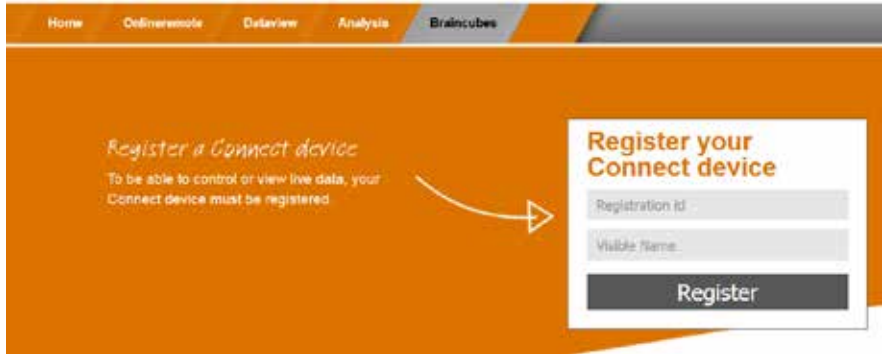 Home Onlineremote Dataview Analysis Braincubes
Register a Connect device
To be able to control or view live data, your
Connect device must be registered
Register your
Connect device
Registration Id
Visible Name
Register